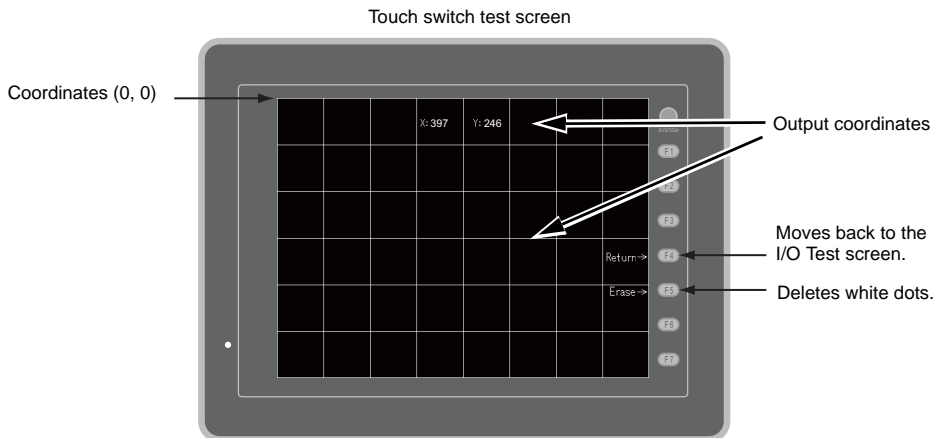 Touch switch test screen
Coordinates (0, 0)
X: 397 Y: 246
Output coordinates
SYSTEM
F1
F2
F3
Return→ F4
Moves back to the
I/O Test screen.
Erase→ F5
Deletes white dots.
F6
F7